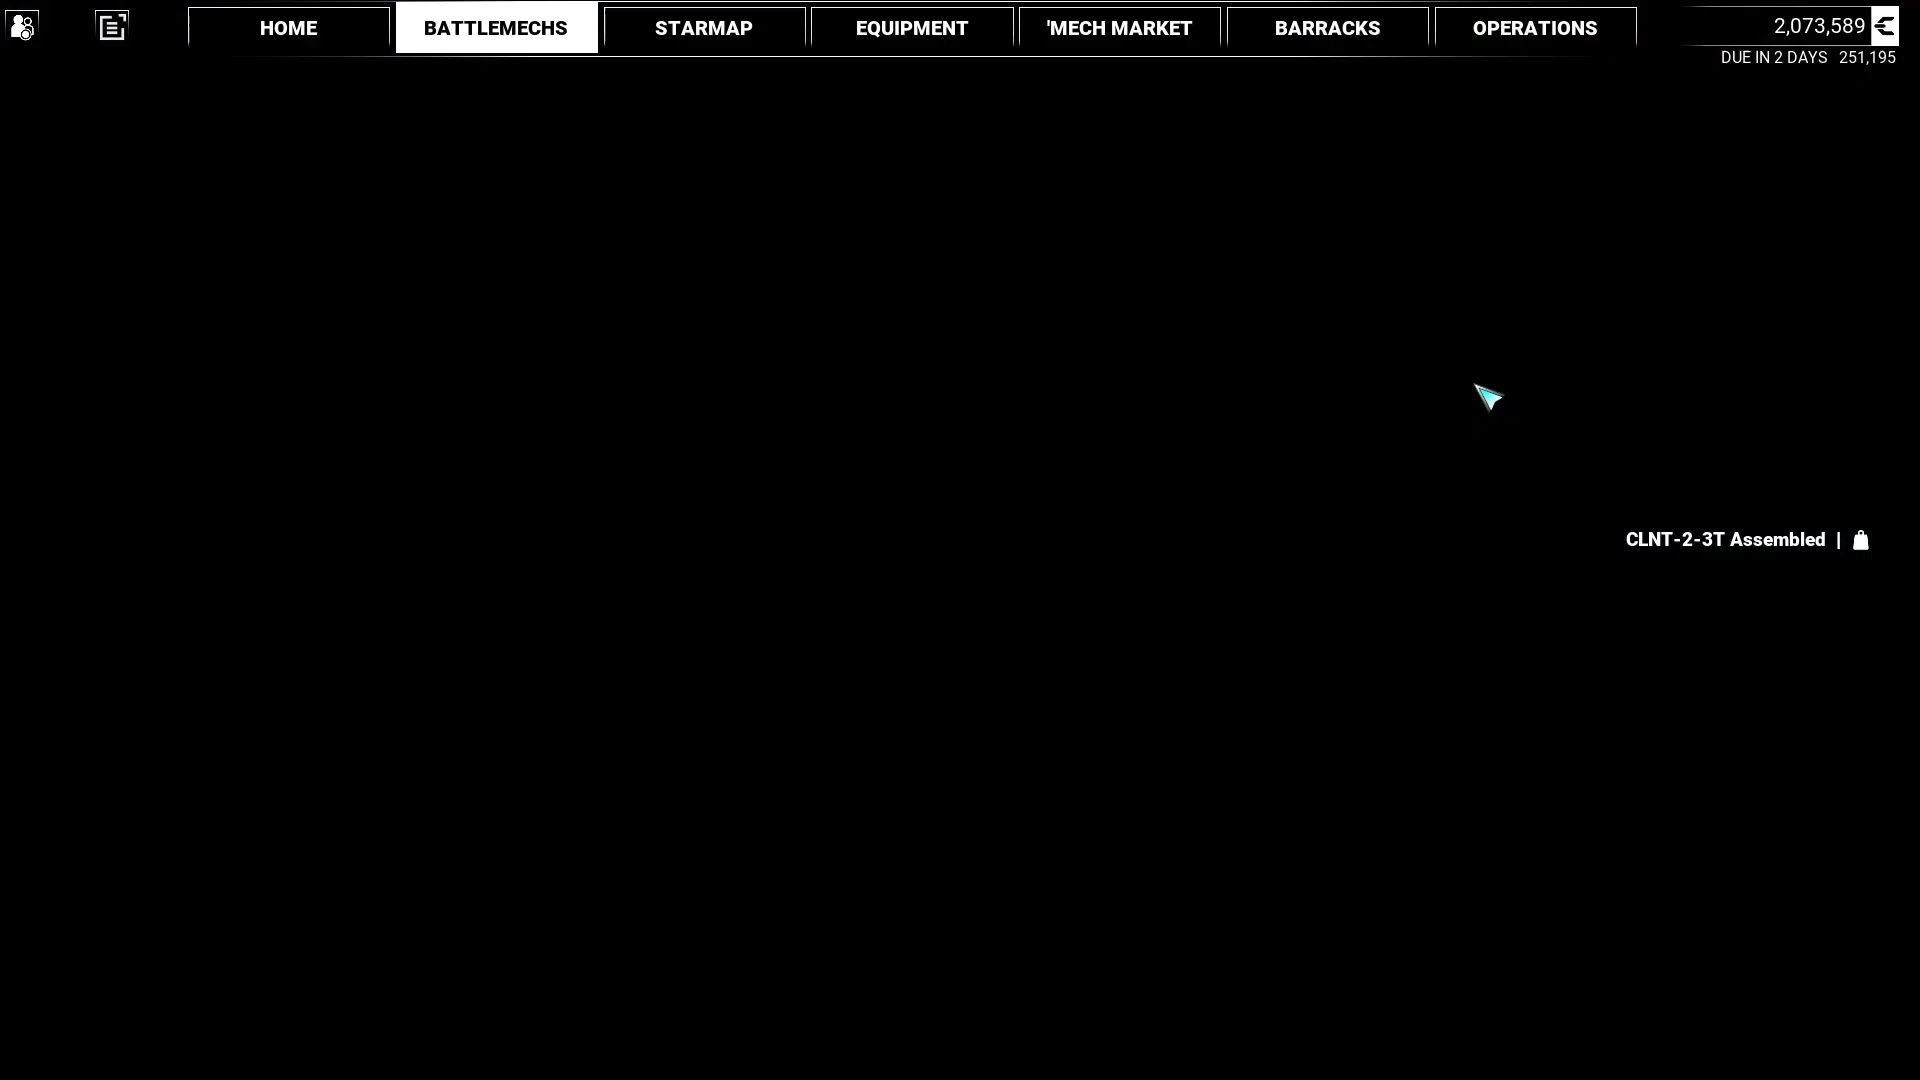 HOME
BATTLEMECHS
STARMAP
EQUIPMENT
'MECH MARKET
BARRACKS
OPERATIONS
2,073,589
DUE IN 2 DAYS 251,195
CLNT-2-3T Assembled |